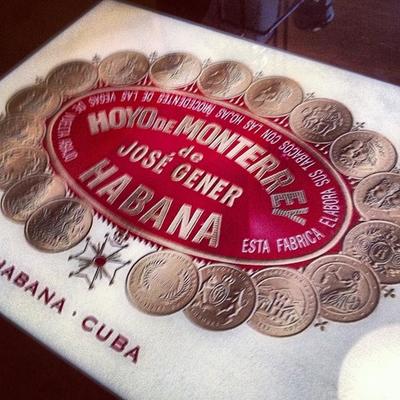 ESTA FABRICA ELABORA SUS TABACOS CON LAS HOJAS PROCEDENTES DE LAS VEGAS DE
HOYO DE MONTERREY
de
JOSÉ GENER
HABANA
HABANA · CUBA